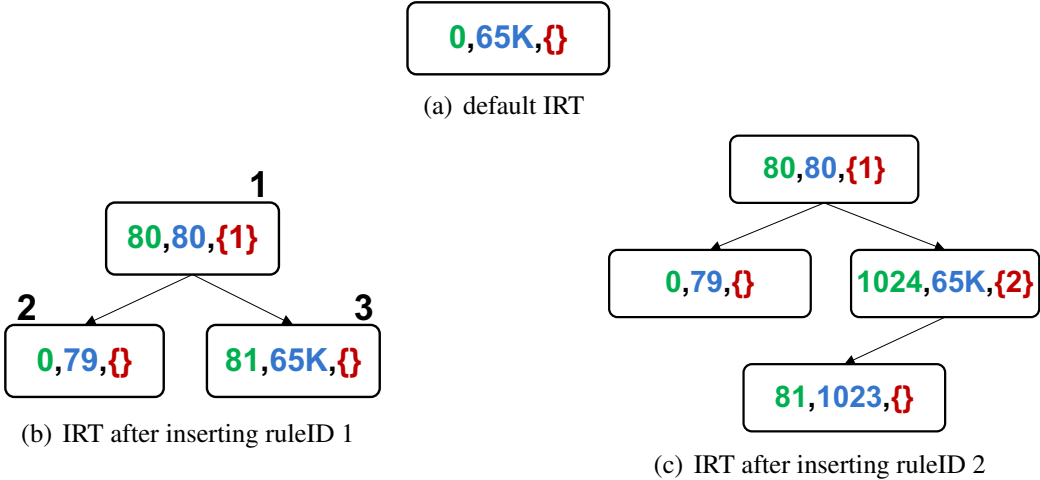 0,65K,{}
(a) default IRT
1
80,80,{1}
2
3
0,79,{}
81,65K,{}
(b) IRT after inserting ruleID 1
80,80,{1}
0,79,{}
1024,65K,{2}
81,1023,{}
(c) IRT after inserting ruleID 2